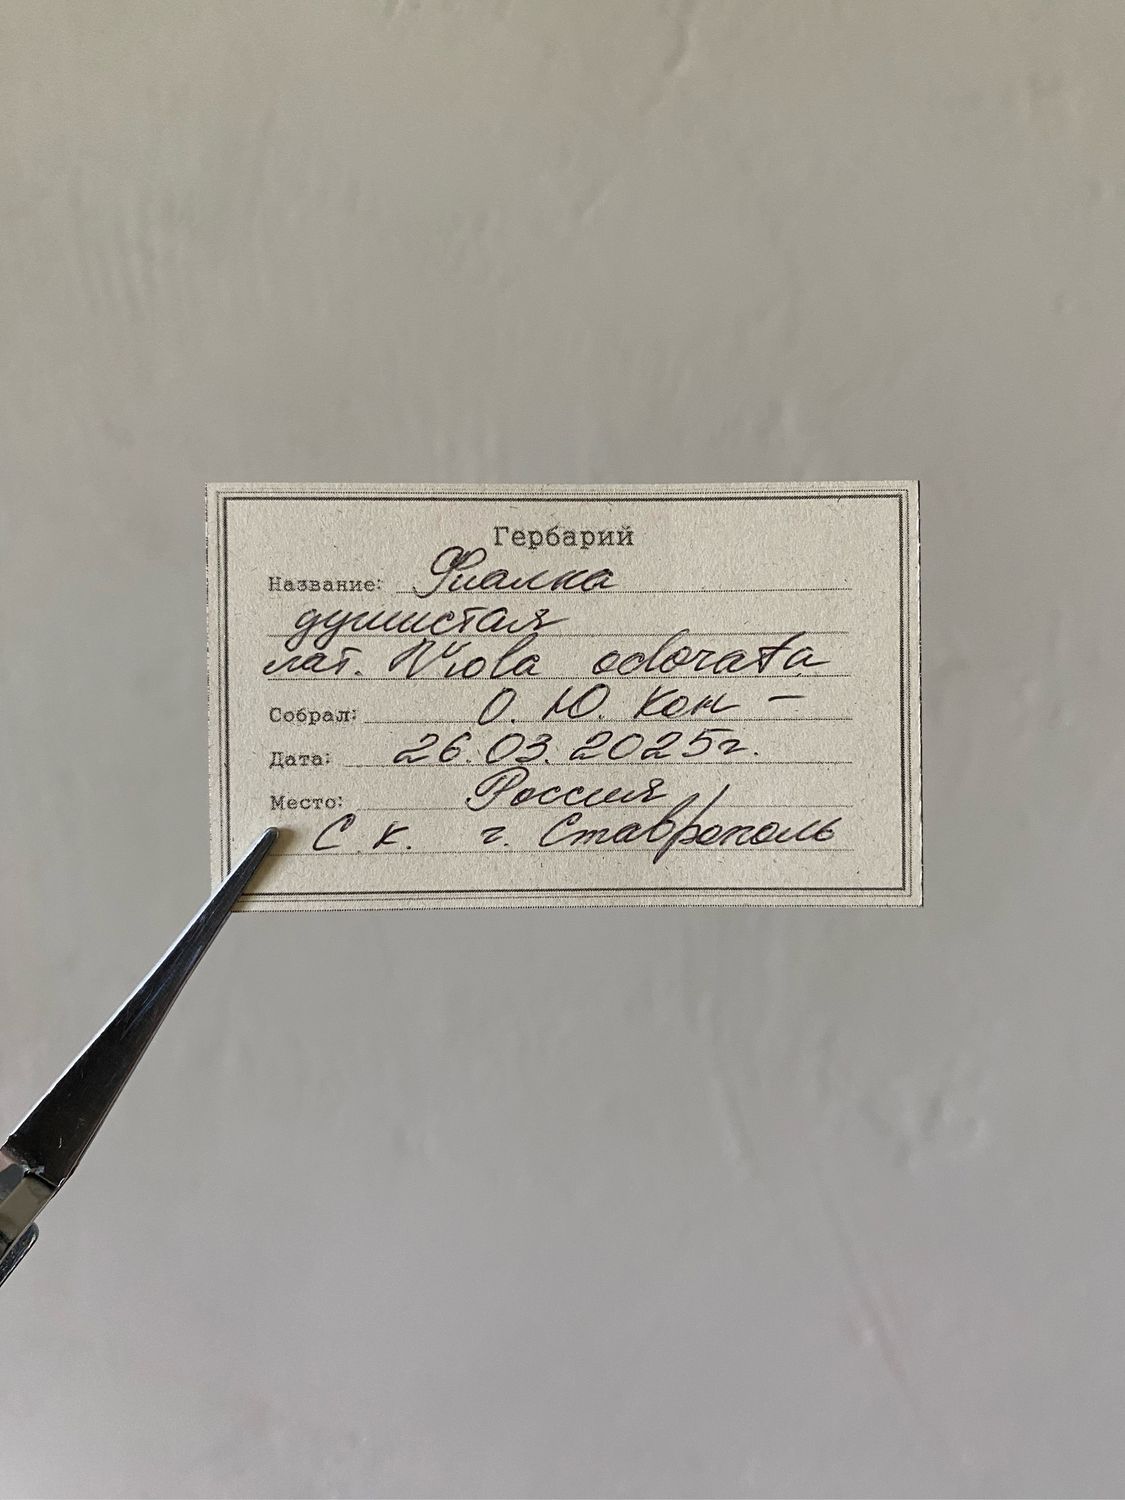 Гербарий
Название: Фиалка
душистая
лат. Viola odorata
Собрал: О. Ю. Кон –
Дата: 26.03.2025г.
Место: Россия
С. к. г. Ставрополь